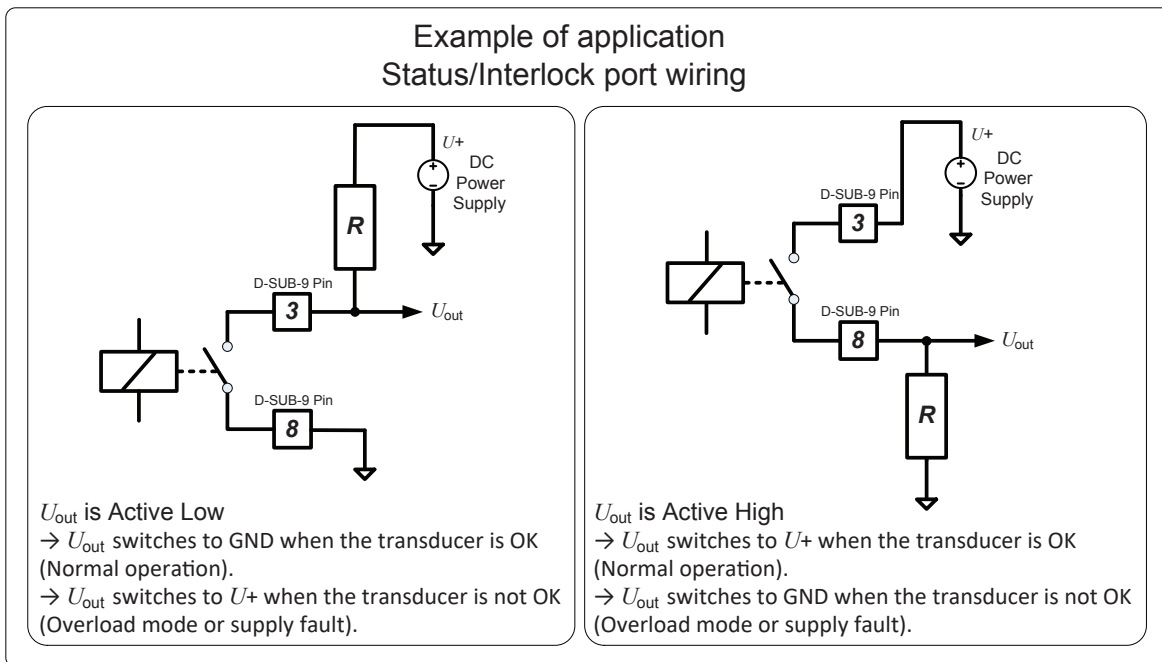 Example of application
Status/Interlock port wiring
U+
DC
Power
Supply
R
D-SUB-9 Pin
3
Uout
D-SUB-9 Pin
8
Uout is Active Low
→ Uout switches to GND when the transducer is OK
(Normal operation).
→ Uout switches to U+ when the transducer is not OK
(Overload mode or supply fault).
U+
DC
Power
Supply
D-SUB-9 Pin
3
D-SUB-9 Pin
8
Uout
R
Uout is Active High
→ Uout switches to U+ when the transducer is OK
(Normal operation).
→ Uout switches to GND when the transducer is not OK
(Overload mode or supply fault).